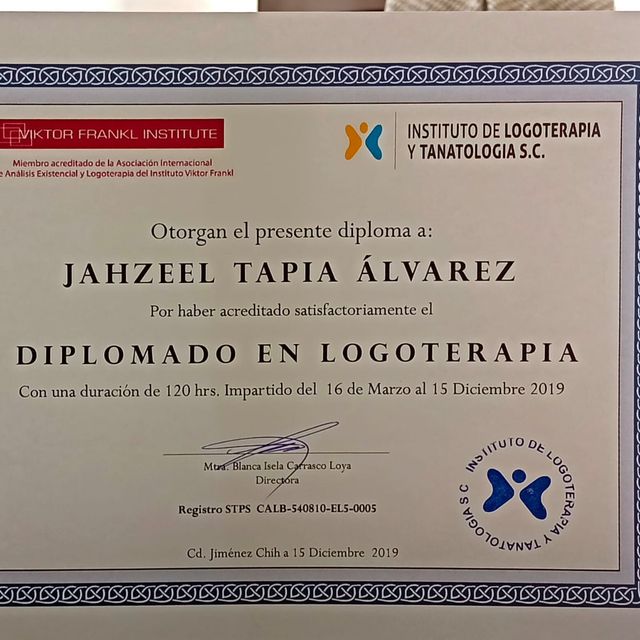 VIKTOR FRANKL INSTITUTE
Miembro acreditado de la Asociación Internacional
e Análisis Existencial y Logoterapia del Instituto Viktor Frankl
INSTITUTO DE LOGOTERAPIA
Y TANATOLOGIA S.C.
Otorgan el presente diploma a:
JAHZEEL TAPIA ÁLVAREZ
Por haber acreditado satisfactoriamente el
DIPLOMADO EN LOGOTERAPIA
Con una duración de 120 hrs. Impartido del 16 de Marzo al 15 Diciembre 2019
Mtra. Blanca Isela Carrasco Loya
Directora
Registro STPS CALB-540810-EL5-0005
Cd. Jiménez Chih a 15 Diciembre 2019
INSTITUTO DE LOGOTERAPIA Y TANATOLOGIA S C